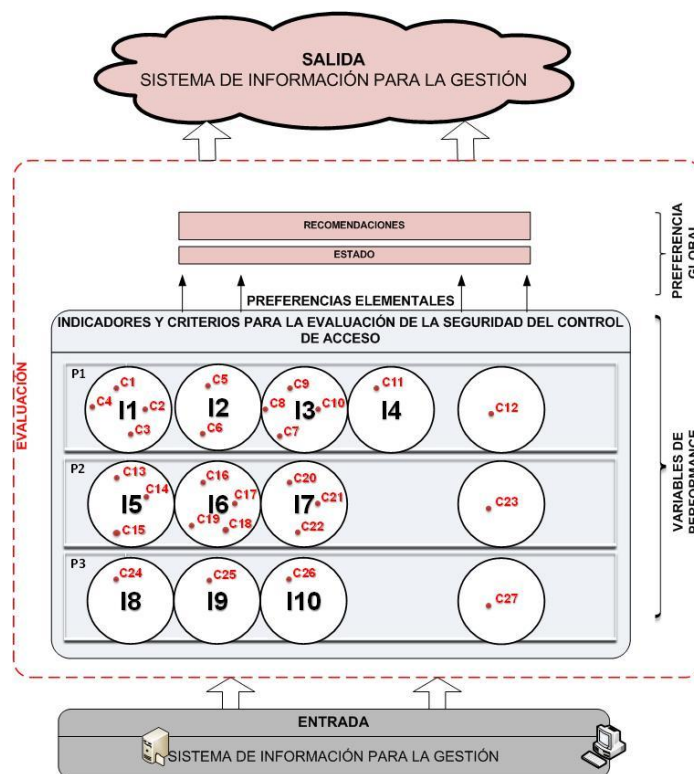 SALIDA
SISTEMA DE INFORMACIÓN PARA LA GESTIÓN
RECOMENDACIONES
ESTADO
PREFERENCIA
GLOBAL
PREFERENCIAS ELEMENTALES
INDICADORES Y CRITERIOS PARA LA EVALUACIÓN DE LA SEGURIDAD DEL CONTROL
DE ACCESO
EVALUACIÓN
VARIABLES DE
PERFORMANCE
P1
C1
C4
I1
C2
C3
C5
I2
C6
C9
C8
I3
C10
C7
C11
I4
C12
P2
C13
C14
I5
C15
C16
I6
C17
C19
C18
C20
I7
C21
C22
C23
P3
C24
I8
C25
I9
C26
I10
C27
ENTRADA
SISTEMA DE INFORMACIÓN PARA LA GESTIÓN